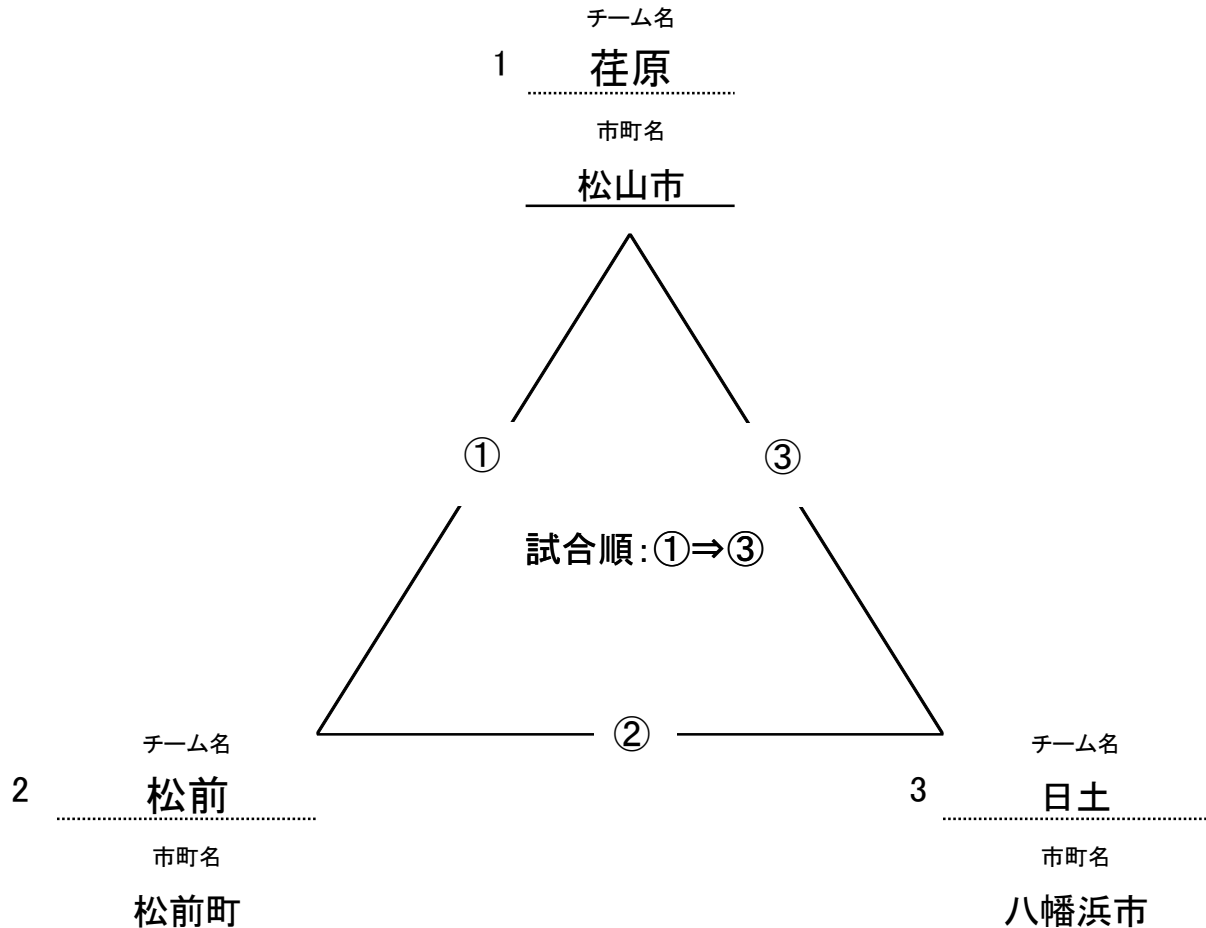 チーム名
1 荏原
市町名
松山市
① ③
試合順:①⇒③
②
チーム名 チーム名
2 松前 3 日土
市町名 市町名
松前町 八幡浜市